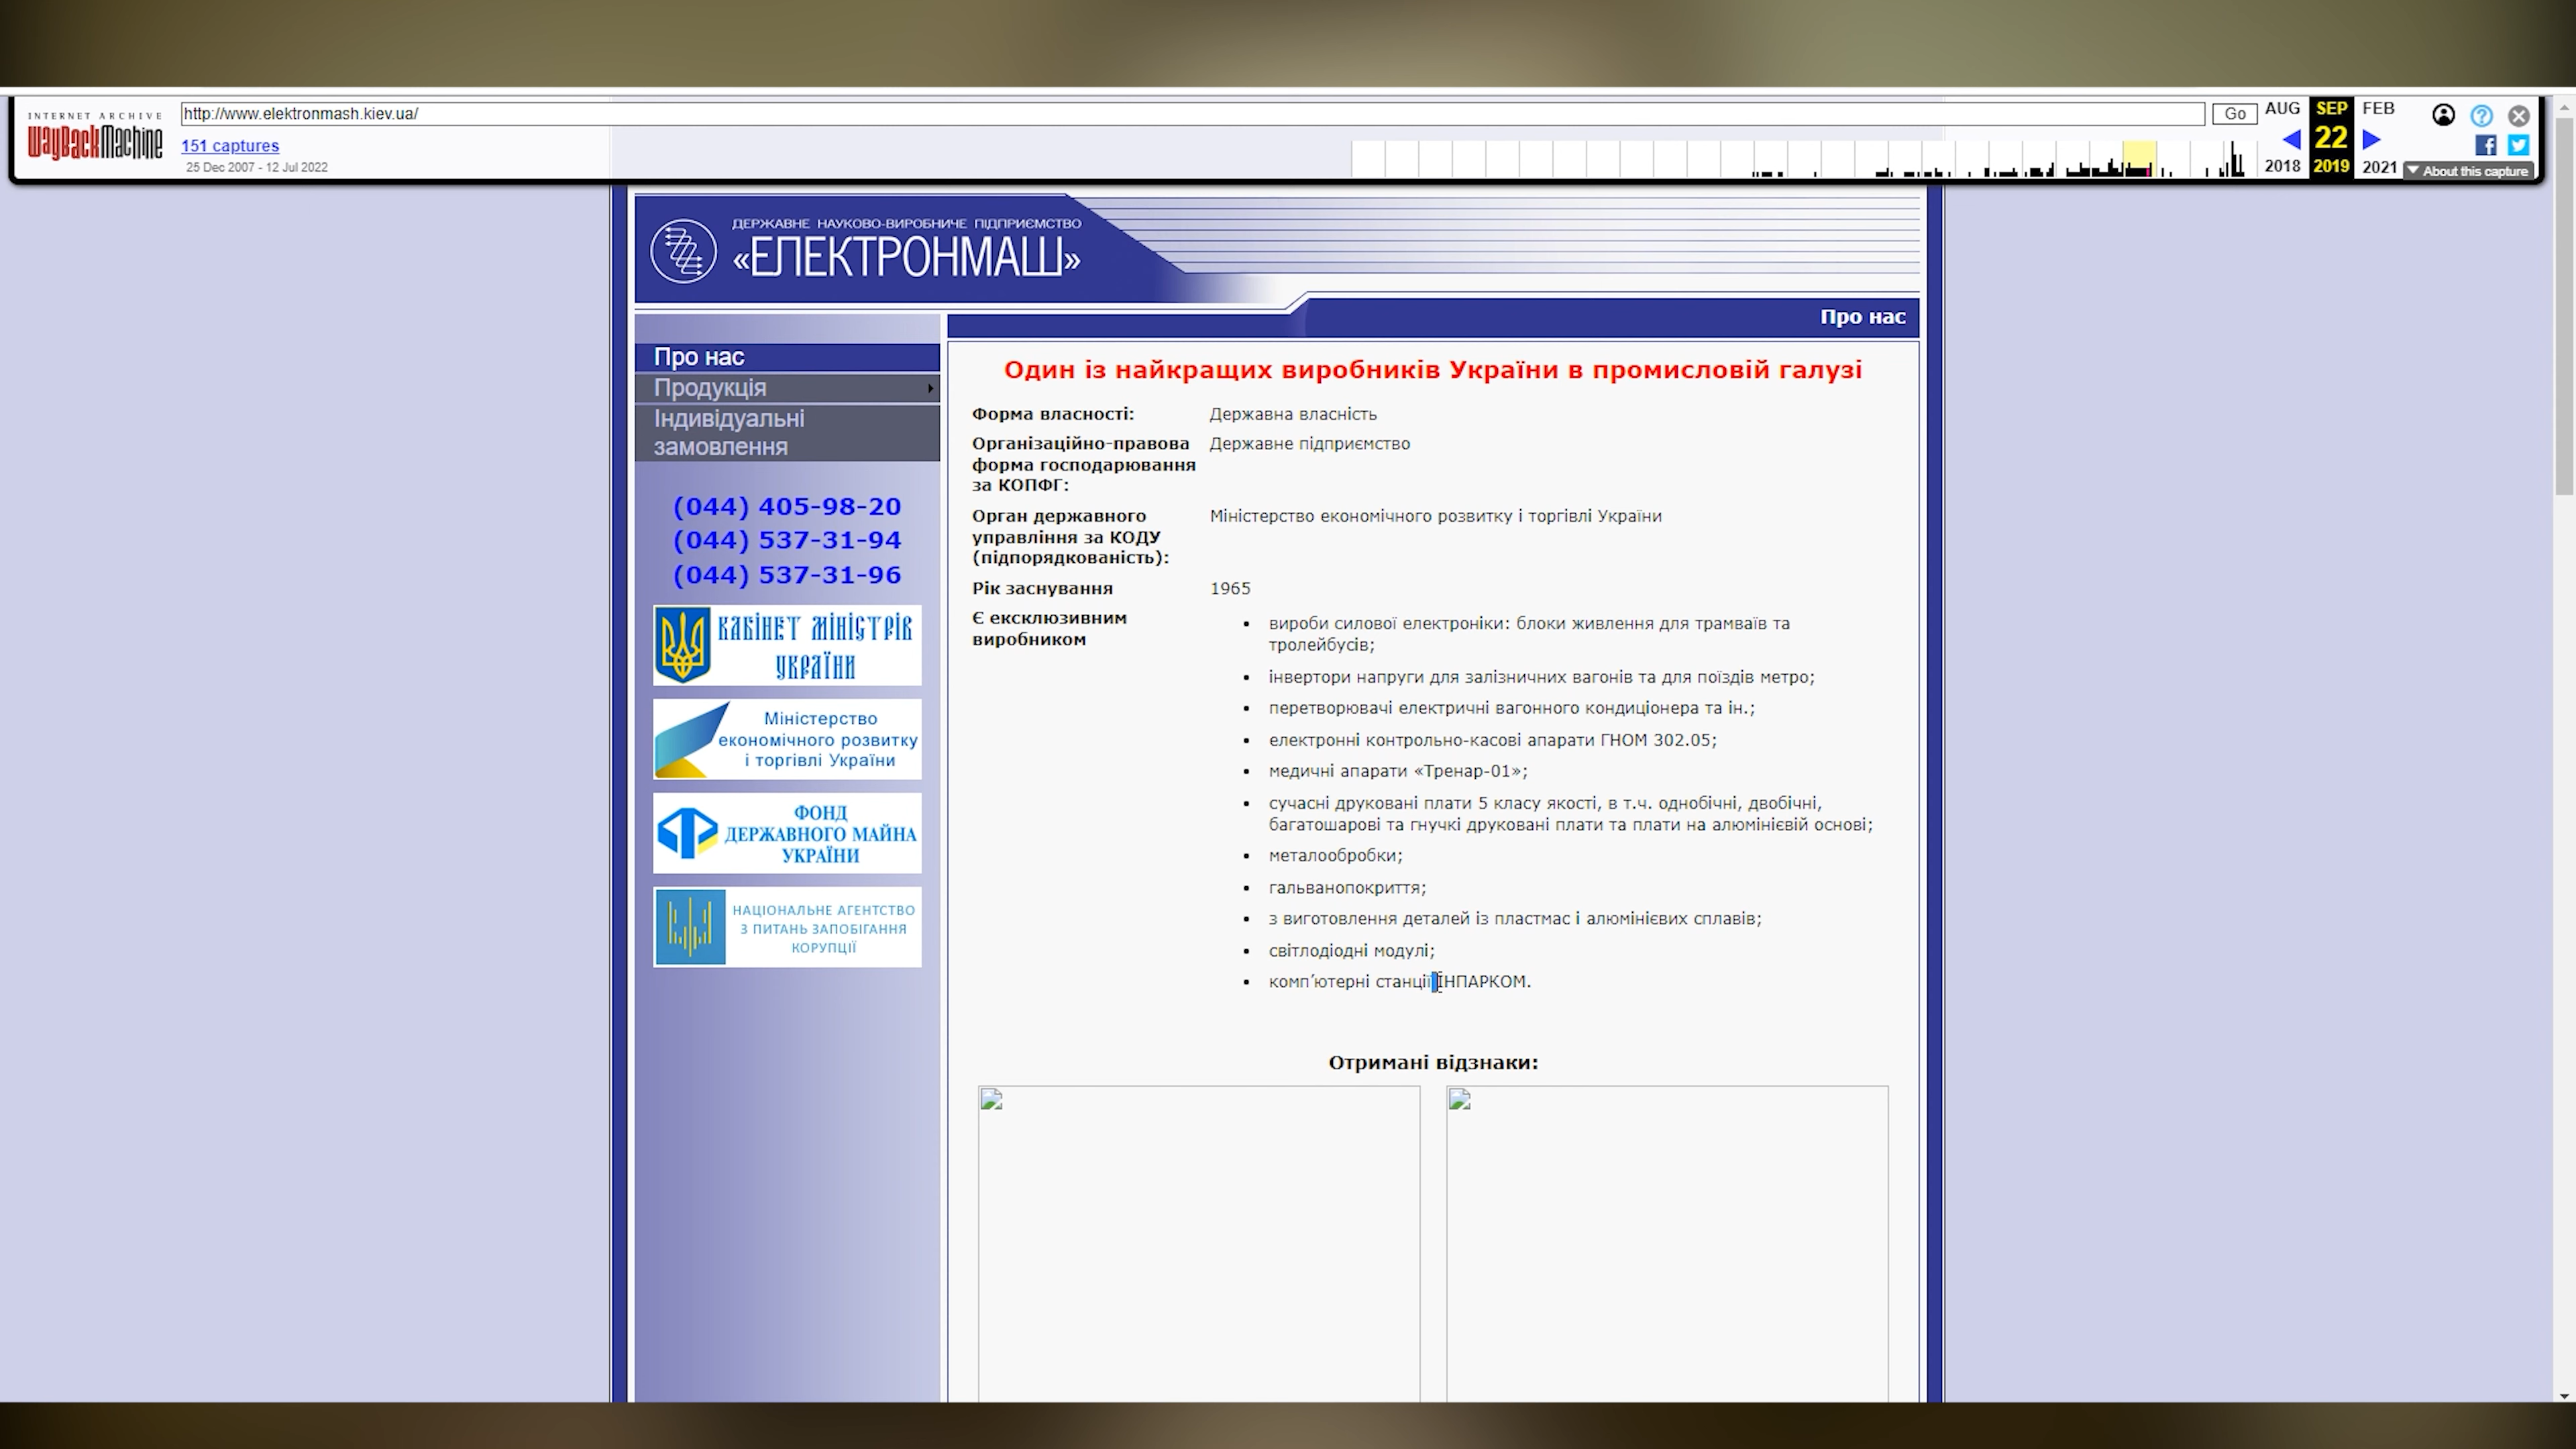 INTERNET ARCHIVE
WayBackMachine
http://www.elektronmash.kiev.ua/
Go
151 captures
25 Dec 2007 - 12 Jul 2022
AUG
SEP
FEB
22
2018
2019
2021
About this capture
ДЕРЖАВНЕ НАУКОВО-ВИРОБНИЧЕ ПІДПРИЄМСТВО
«ЕЛЕКТРОНМАШ»
Про нас
Про нас
Продукція
Індивідуальні
замовлення
(044) 405-98-20
(044) 537-31-94
(044) 537-31-96
КАБІНЕТ МІНІСТРІВ
УКРАЇНИ
Міністерство
економічного розвитку
і торгівлі України
ФОНД
ДЕРЖАВНОГО МАЙНА
УКРАЇНИ
НАЦІОНАЛЬНЕ АГЕНТСТВО
З ПИТАНЬ ЗАПОБІГАННЯ
КОРУПЦІЇ
Один із найкращих виробників України в промисловій галузі
Форма власності: Державна власність
Організаційно-правова Державне підприємство
форма господарювання
за КОПФГ:
Орган державного Міністерство економічного розвитку і торгівлі України
управління за КОДУ
(підпорядкованість):
Рік заснування 1965
Є ексклюзивним
виробником
• вироби силової електроніки: блоки живлення для трамваїв та
тролейбусів;
• інвертори напруги для залізничних вагонів та для поїздів метро;
• перетворювачі електричні вагонного кондиціонера та ін.;
• електронні контрольно-касові апарати ГНОМ 302.05;
• медичні апарати «Тренар-01»;
• сучасні друковані плати 5 класу якості, в т.ч. однобічні, двобічні,
багатошарові та гнучкі друковані плати та плати на алюмінієвій основі;
• металообробки;
• гальванопокриття;
• з виготовлення деталей із пластмас і алюмінієвих сплавів;
• світлодіодні модулі;
• комп’ютерні станції ІНПАРКОМ.
Отримані відзнаки: